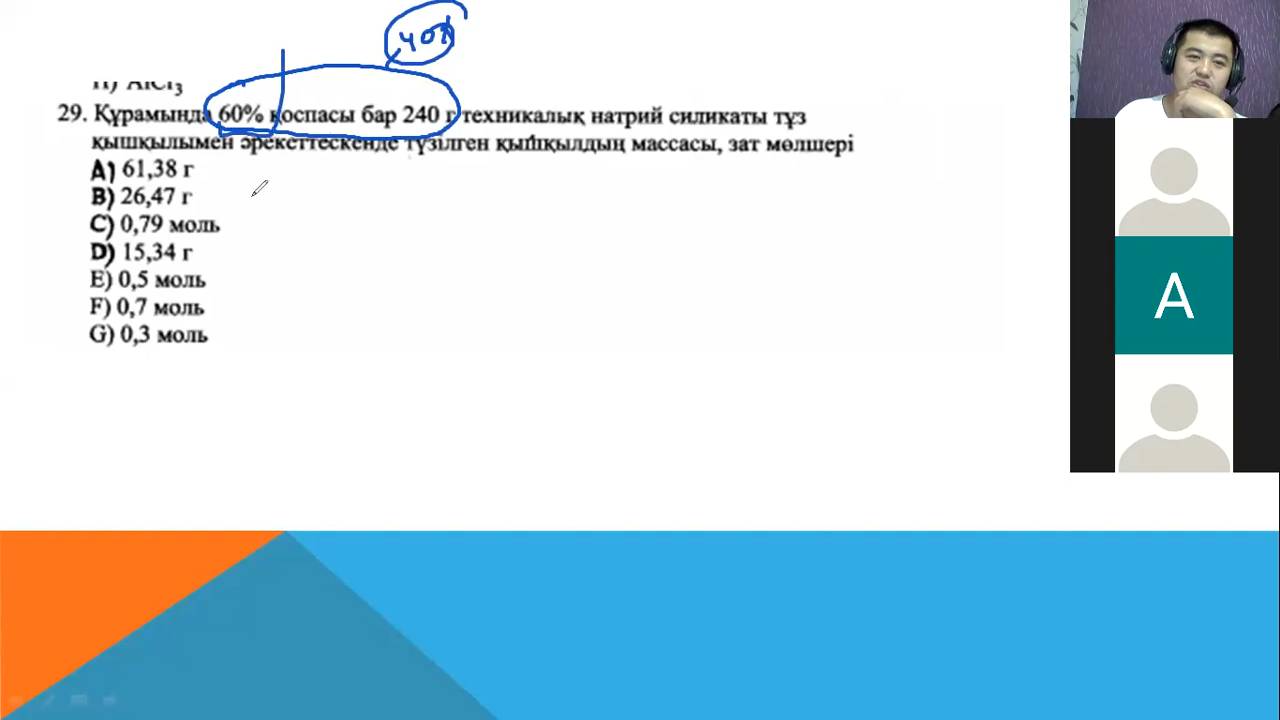 40%
H) AlCl3
29. Құрамында 60% қоспасы бар 240 г техникалық натрий силикаты тұз
қышқылымен әрекеттескенде түзілген қышқылдың массасы, зат мөлшері
A) 61,38 г
B) 26,47 г
C) 0,79 моль
D) 15,34 г
E) 0,5 моль
F) 0,7 моль
G) 0,3 моль
A